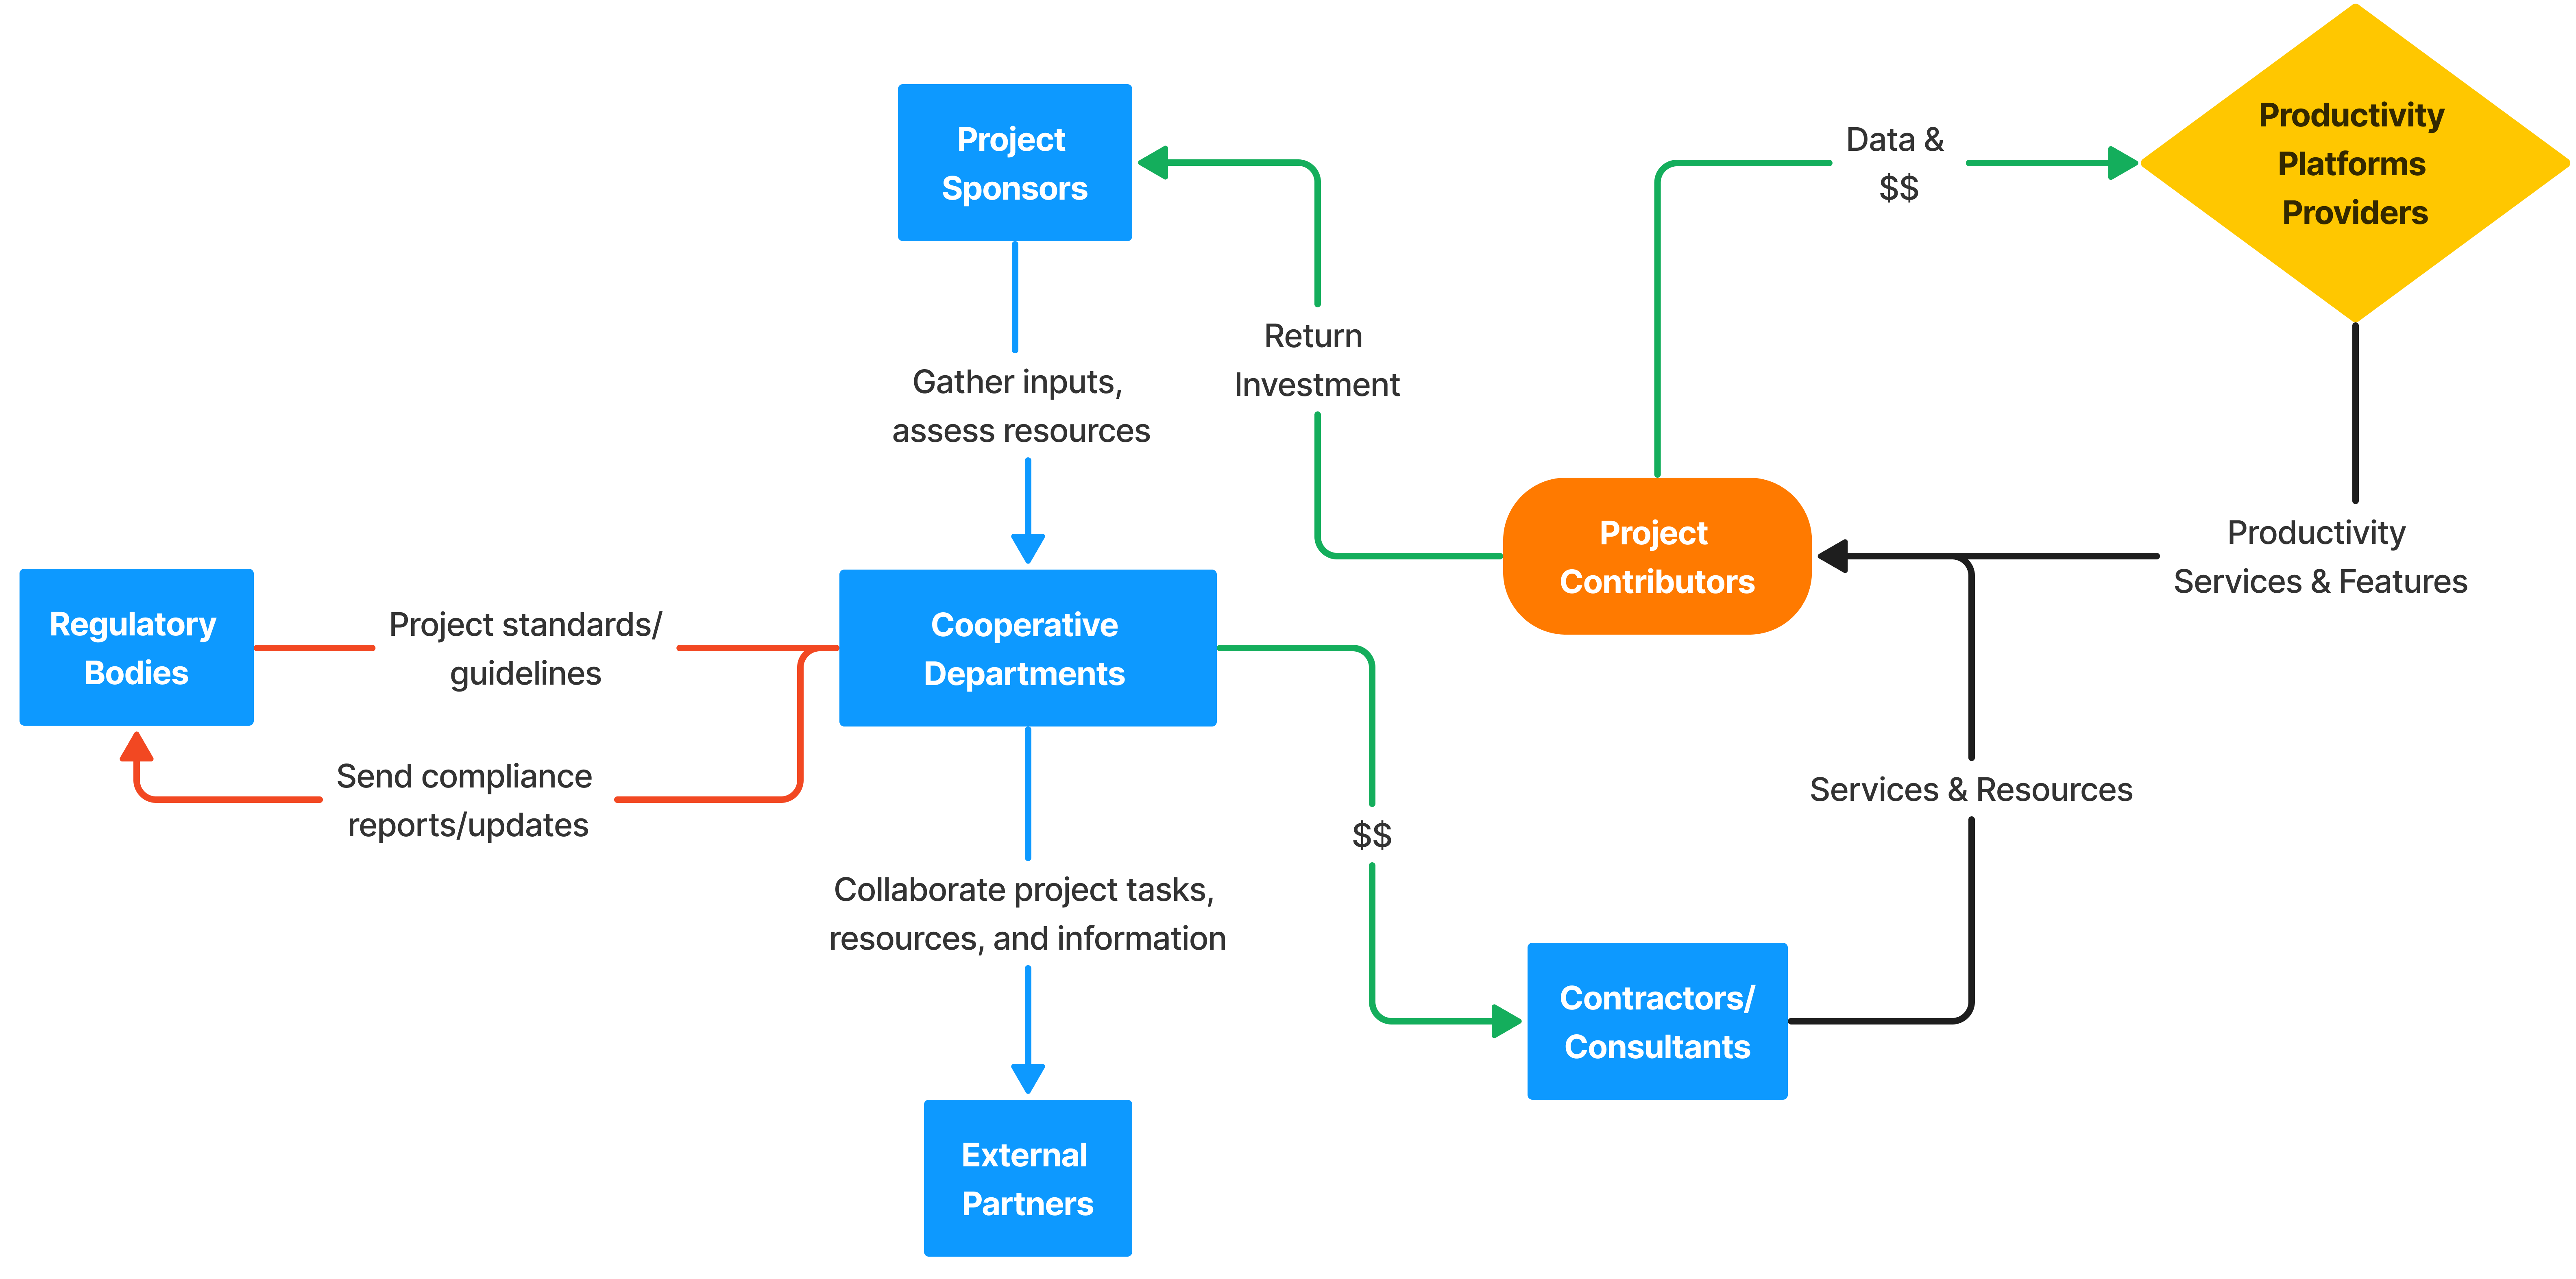 Project
Sponsors
Data &
$$
Productivity
Platforms
Providers
Return
Investment
Gather inputs,
assess resources
Project
Contributors
Productivity
Services & Features
Regulatory
Bodies
Project standards/
guidelines
Cooperative
Departments
Send compliance
reports/updates
$$
Services & Resources
Collaborate project tasks,
resources, and information
Contractors/
Consultants
External
Partners